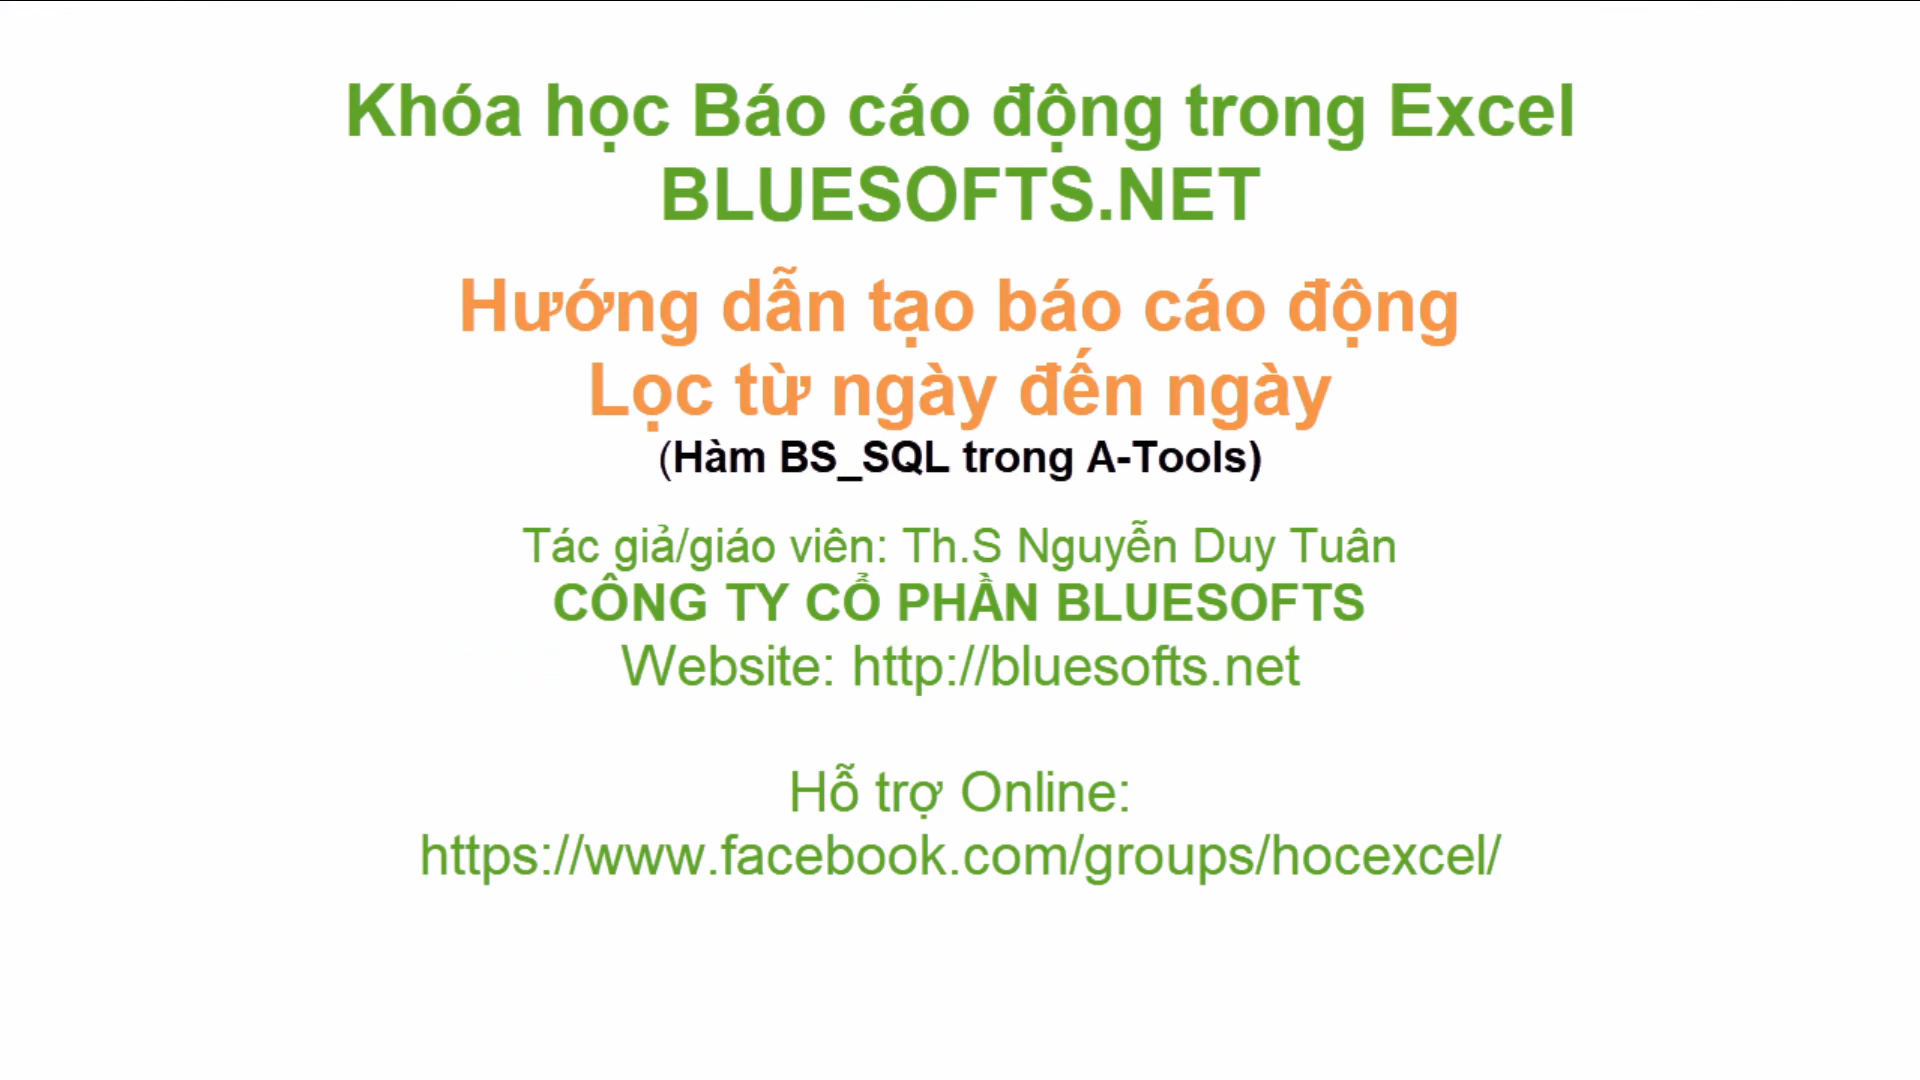 Khóa học Báo cáo động trong Excel
BLUESOFTS.NET
Hướng dẫn tạo báo cáo động
Lọc từ ngày đến ngày
(Hàm BS_SQL trong A-Tools)
Tác giả/giáo viên: Th.S Nguyễn Duy Tuân
CÔNG TY CỔ PHẦN BLUESOFTS
Website: http://bluesofts.net
Hỗ trợ Online:
https://www.facebook.com/groups/hocexcel/